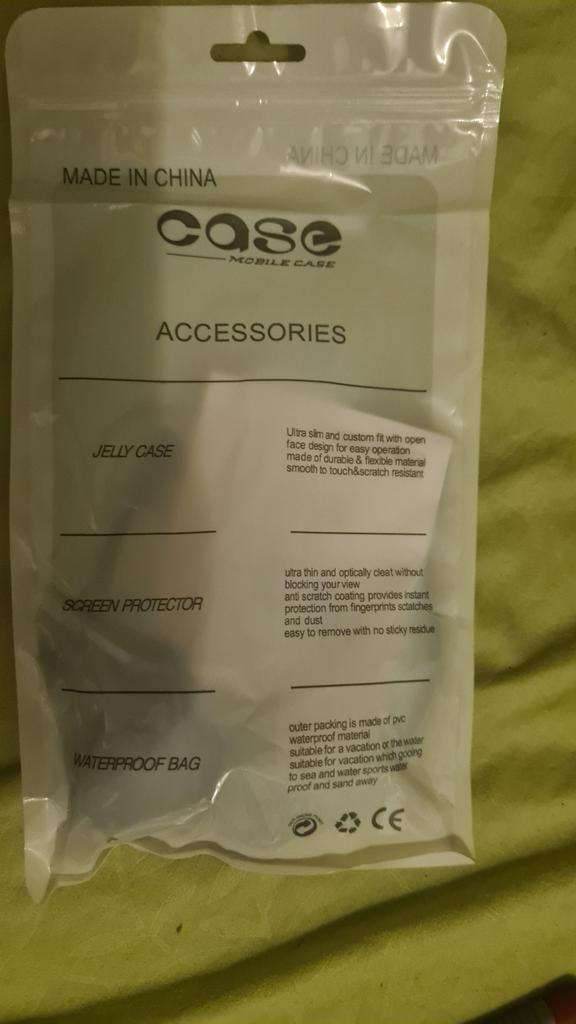 MADE IN CHINA
MADE IN CHINA
case
MOBILE CASE
ACCESSORIES
JELLY CASE
Ultra slim and custom fit with open
face design for easy operation
made of durable & flexible material
smooth to touch&scratch resistant
SCREEN PROTECTOR
ultra thin and optically cleat without
blocking your view
anti scratch coating provides instant
protection from fingerprints sctatches
and dust
easy to remove with no sticky residue
WATERPROOF BAG
outer packing is made of pvc
waterproof material
suitable for a vacation or the water
suitable for vacation which gooing
to sea and water sports water
proof and sand away
CE